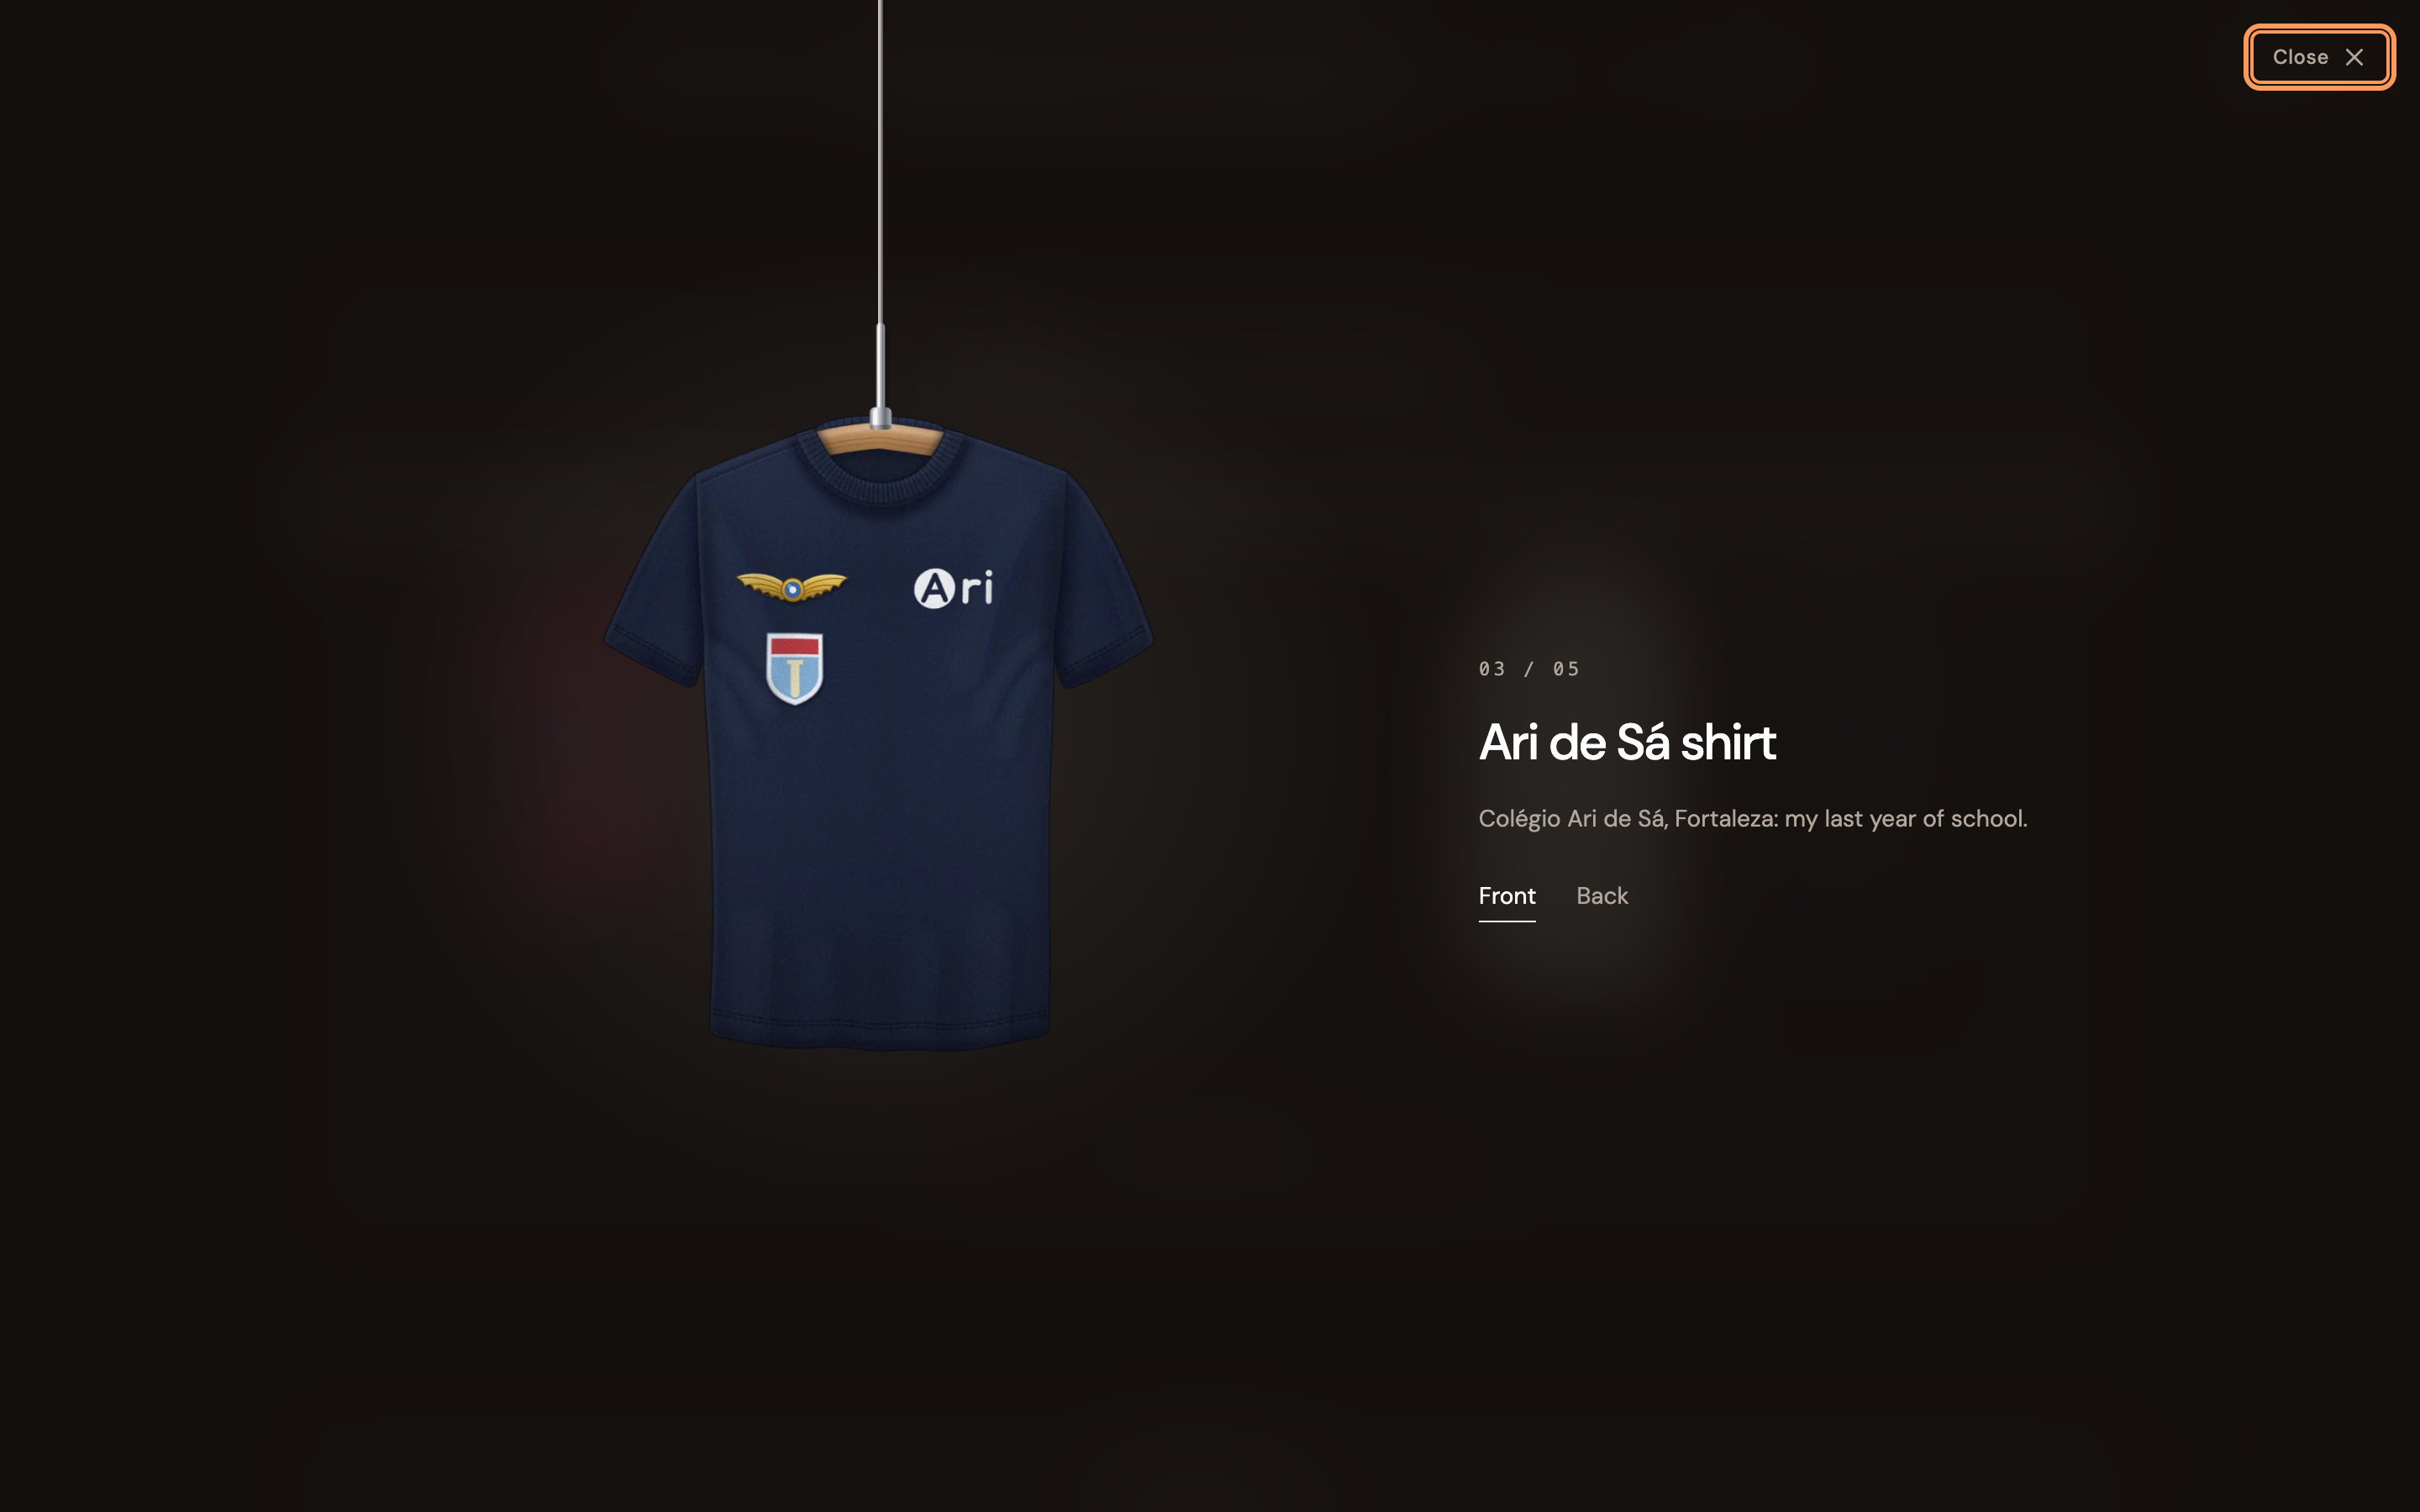 Close
Ari
I
03 / 05
Ari de Sá shirt
Colégio Ari de Sá, Fortaleza: my last year of school.
Front Back